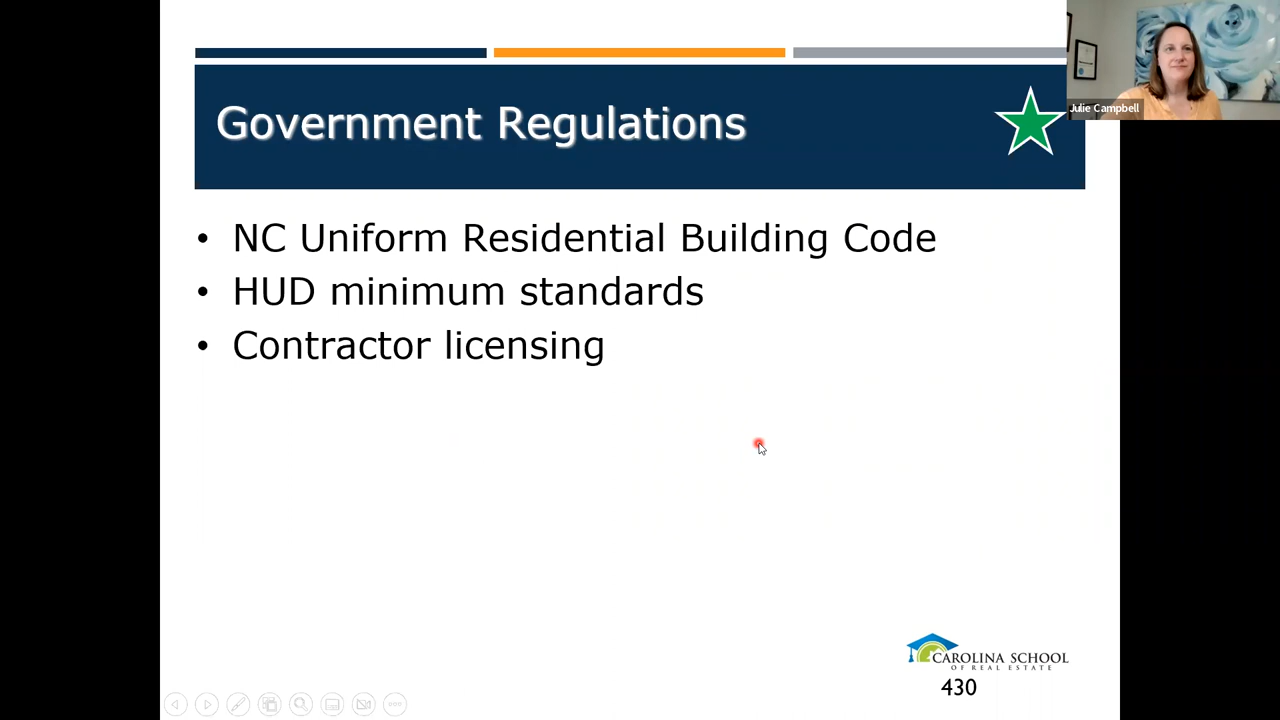 Government Regulations
Julie Campbell
• NC Uniform Residential Building Code
• HUD minimum standards
• Contractor licensing
CAROLINA SCHOOL
OF REAL ESTATE
430